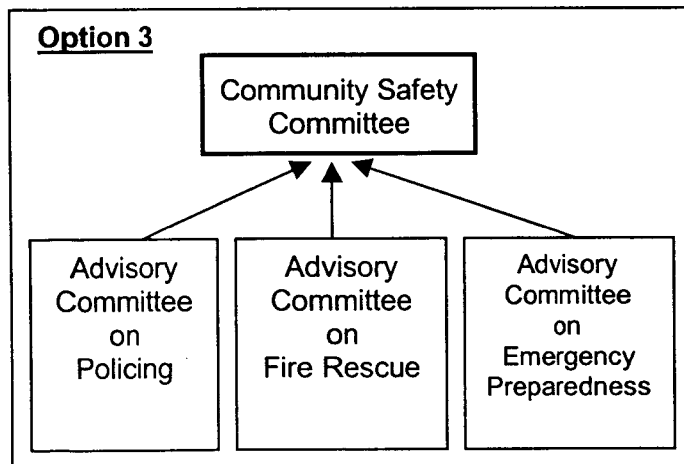 Option 3
Community Safety
Committee
Advisory
Committee
on
Policing
Advisory
Committee
on
Fire Rescue
Advisory
Committee
on
Emergency
Preparedness